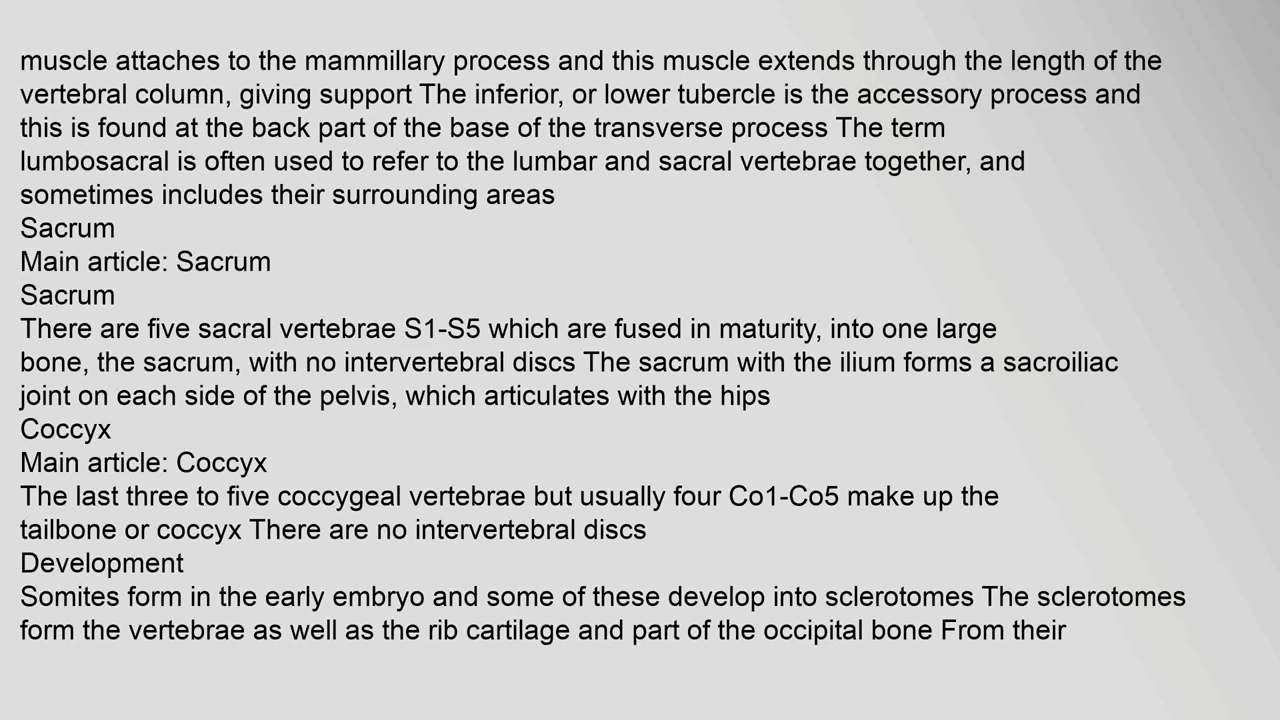 muscle attaches to the mammillary process and this muscle extends through the length of the
vertebral column, giving support The inferior, or lower tubercle is the accessory process and
this is found at the back part of the base of the transverse process The term
lumbosacral is often used to refer to the lumbar and sacral vertebrae together, and
sometimes includes their surrounding areas
Sacrum
Main article: Sacrum
Sacrum
There are five sacral vertebrae S1-S5 which are fused in maturity, into one large
bone, the sacrum, with no intervertebral discs The sacrum with the ilium forms a sacroiliac
joint on each side of the pelvis, which articulates with the hips
Coccyx
Main article: Coccyx
The last three to five coccygeal vertebrae but usually four Co1-Co5 make up the
tailbone or coccyx There are no intervertebral discs
Development
Somites form in the early embryo and some of these develop into sclerotomes The sclerotomes
form the vertebrae as well as the rib cartilage and part of the occipital bone From their